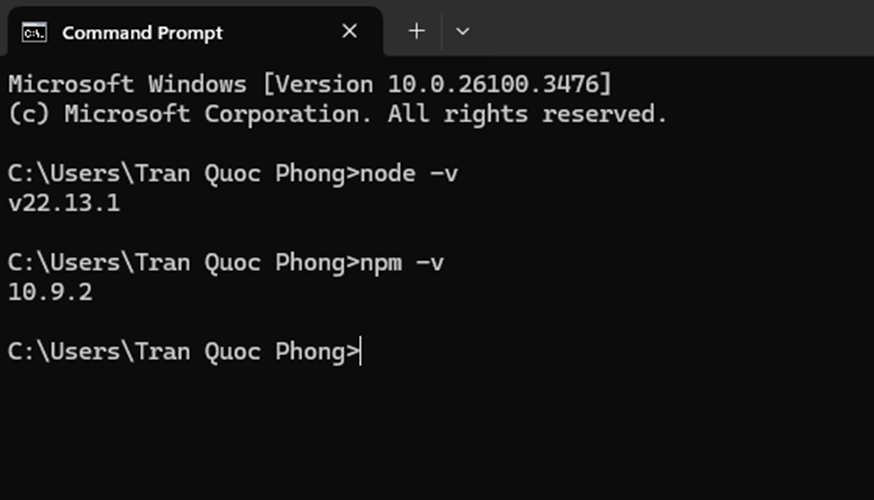 Command Prompt
Microsoft Windows [Version 10.0.26100.3476]
(c) Microsoft Corporation. All rights reserved.
C:\Users\Tran Quoc Phong>node -v
v22.13.1
C:\Users\Tran Quoc Phong>npm -v
10.9.2
C:\Users\Tran Quoc Phong>